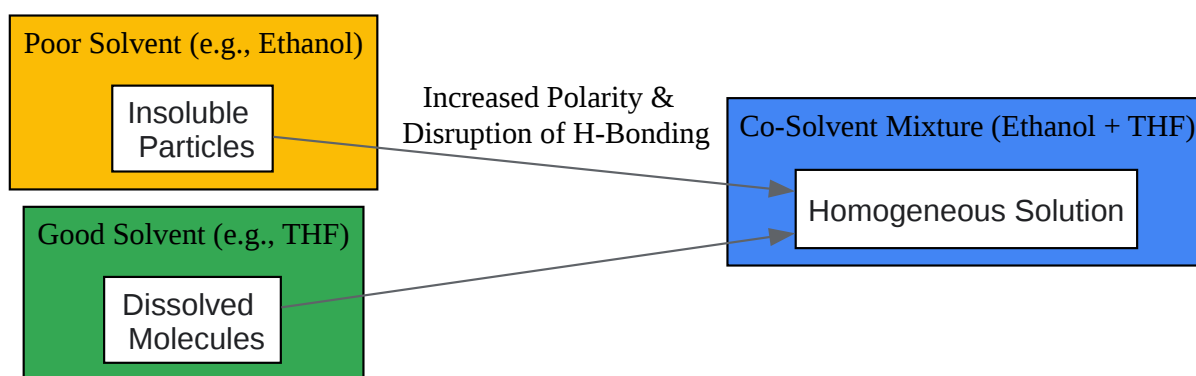 Poor Solvent (e.g., Ethanol)
Insoluble
Particles
Increased Polarity &
Disruption of H-Bonding
Co-Solvent Mixture (Ethanol + THF)
Homogeneous Solution
Good Solvent (e.g., THF)
Dissolved
Molecules